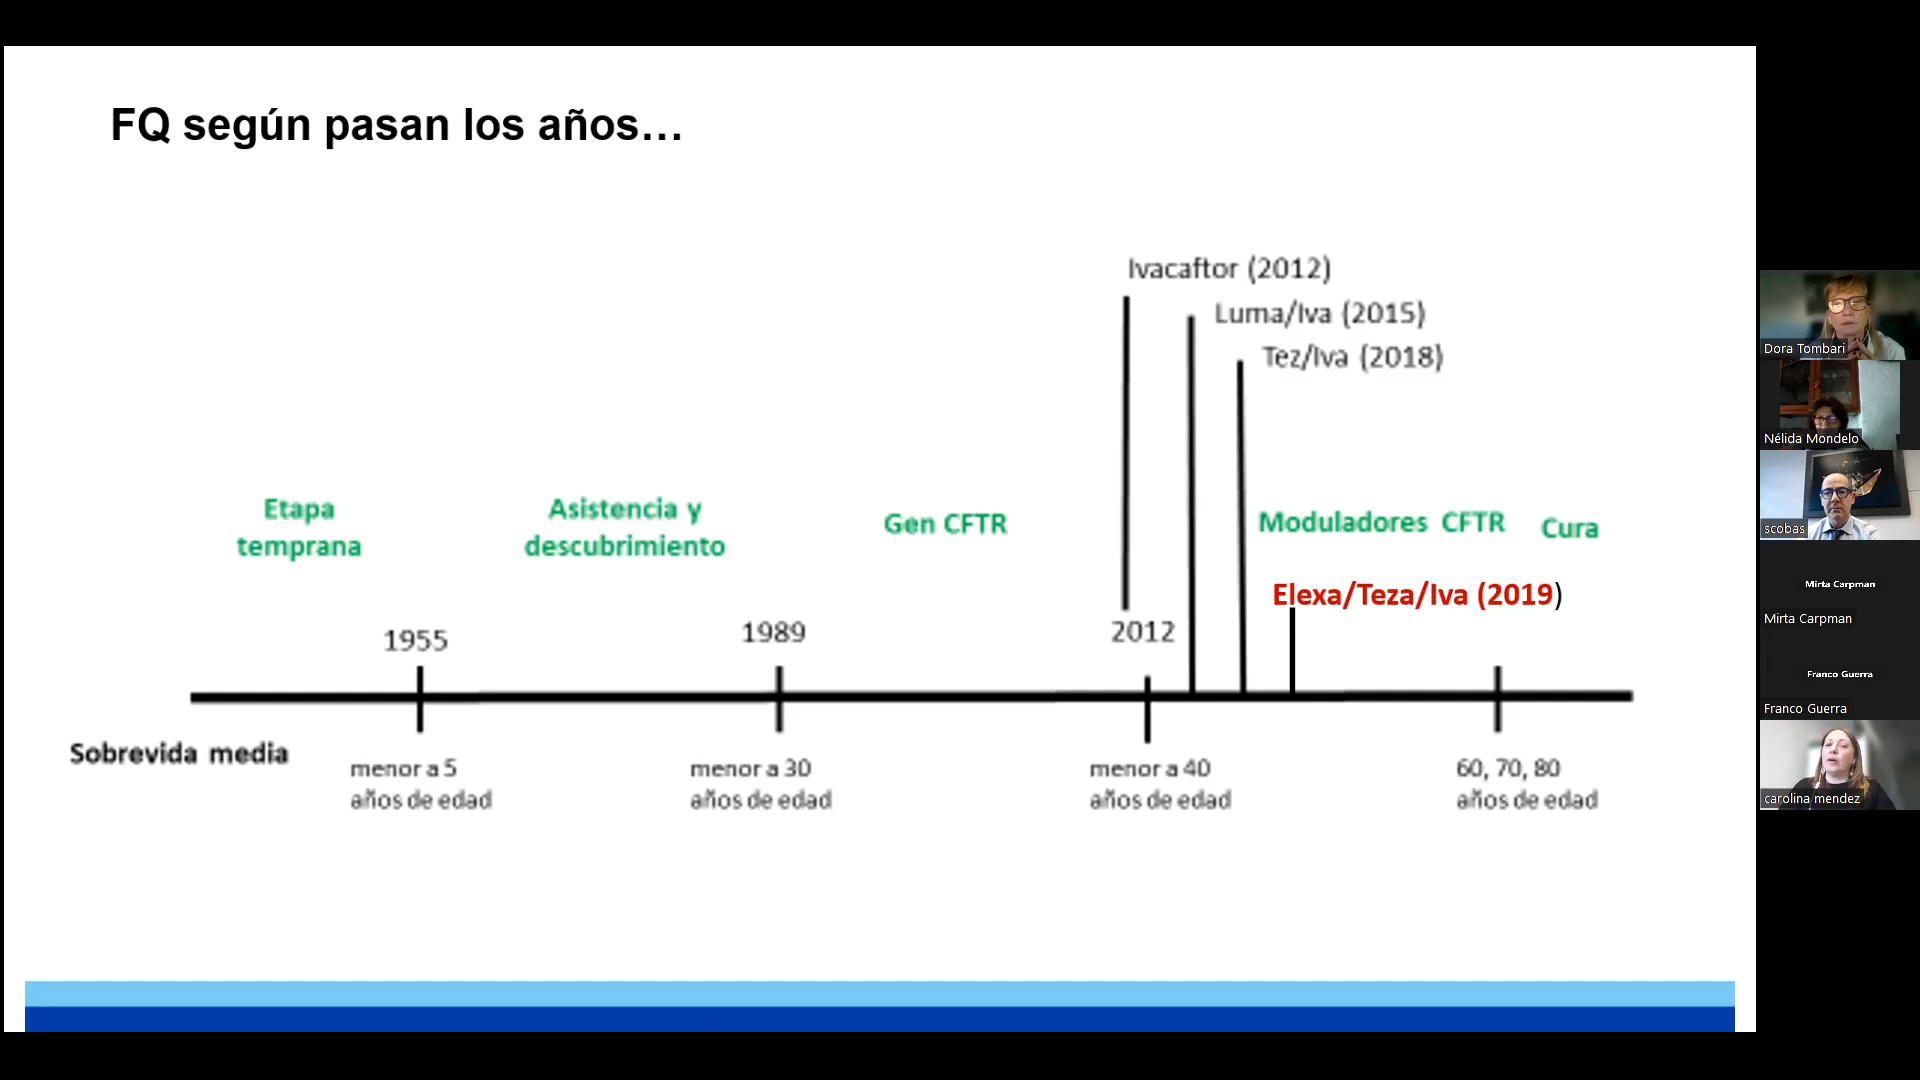 FQ según pasan los años…
Ivacaftor (2012)
Luma/Iva (2015)
Tez/Iva (2018)
Etapa
temprana
Asistencia y
descubrimiento
Gen CFTR
Moduladores CFTR
Cura
Elexa/Teza/Iva (2019)
1955
1989
2012
Sobrevida media
menor a 5
años de edad
menor a 30
años de edad
menor a 40
años de edad
60, 70, 80
años de edad
Dora Tombari
Nélida Mondelo
scobas
Mirta Carpman
Mirta Carpman
Franco Guerra
Franco Guerra
carolina mendez